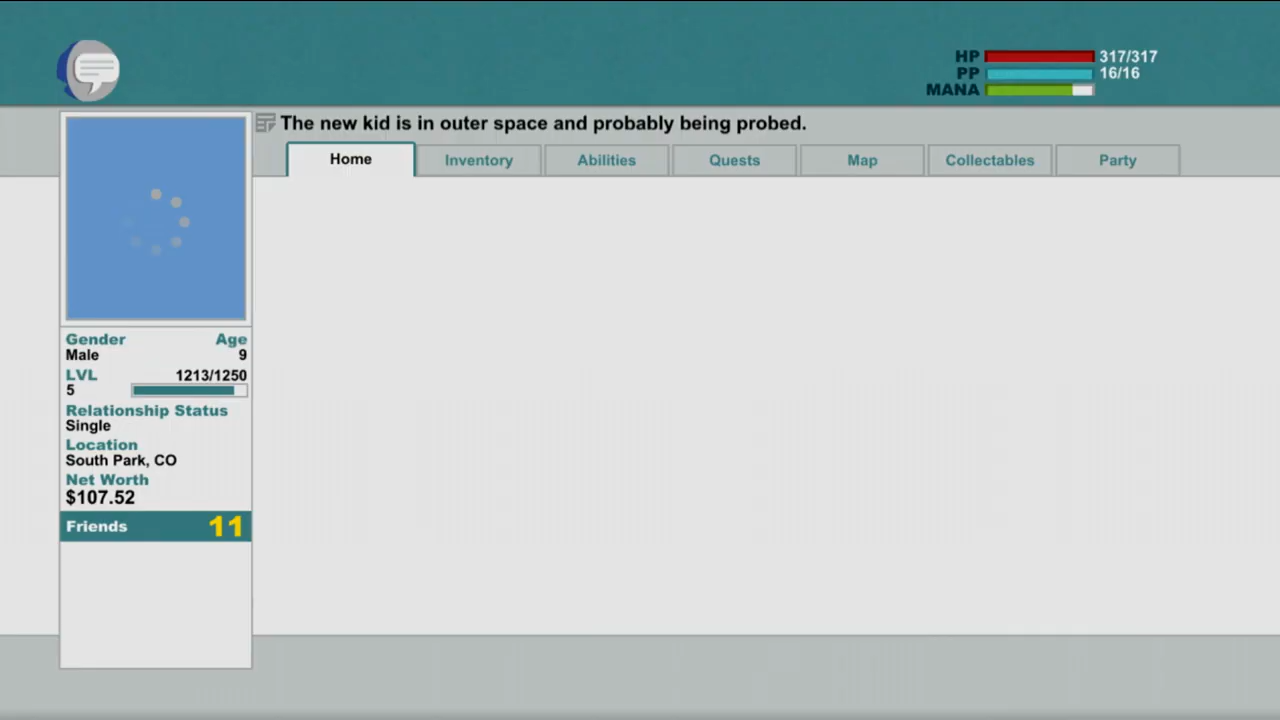 HP 317/317
PP 16/16
MANA
The new kid is in outer space and probably being probed.
Home Inventory Abilities Quests Map Collectables Party
Gender Age
Male 9
LVL 1213/1250
5
Relationship Status
Single
Location
South Park, CO
Net Worth
$107.52
Friends 11